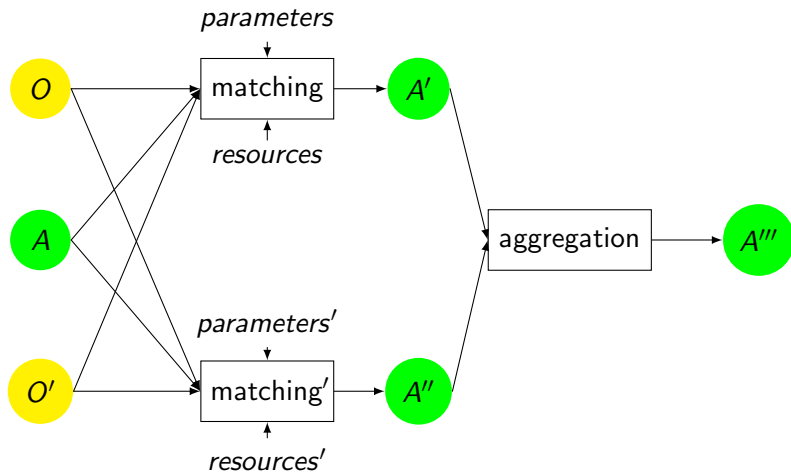 parameters
O
matching
A′
resources
A
aggregation
A‴
parameters′
O′
matching′
A″
resources′